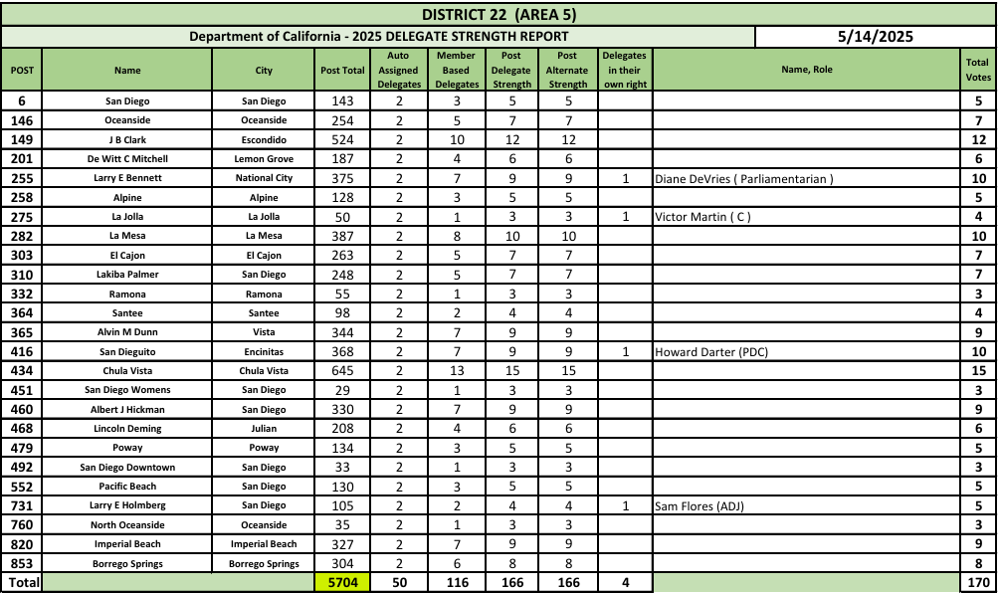 DISTRICT 22 (AREA 5)
Department of California - 2025 DELEGATE STRENGTH REPORT 5/14/2025
POST Name City Post Total Auto Assigned Delegates Member Based Delegates Post Delegate Strength Post Alternate Strength Delegates in their own right Name, Role Total Votes
6 San Diego San Diego 143 2 3 5 5 5
146 Oceanside Oceanside 254 2 5 7 7 7
149 J B Clark Escondido 524 2 10 12 12 12
201 De Witt C Mitchell Lemon Grove 187 2 4 6 6 6
255 Larry E Bennett National City 375 2 7 9 9 1 Diane DeVries ( Parliamentarian ) 10
258 Alpine Alpine 128 2 3 5 5 5
275 La Jolla La Jolla 50 2 1 3 3 1 Victor Martin ( C ) 4
282 La Mesa La Mesa 387 2 8 10 10 10
303 El Cajon El Cajon 263 2 5 7 7 7
310 Lakiba Palmer San Diego 248 2 5 7 7 7
332 Ramona Ramona 55 2 1 3 3 3
364 Santee Santee 98 2 2 4 4 4
365 Alvin M Dunn Vista 344 2 7 9 9 9
416 San Dieguito Encinitas 368 2 7 9 9 1 Howard Darter (PDC) 10
434 Chula Vista Chula Vista 645 2 13 15 15 15
451 San Diego Womens San Diego 29 2 1 3 3 3
460 Albert J Hickman San Diego 330 2 7 9 9 9
468 Lincoln Deming Julian 208 2 4 6 6 6
479 Poway Poway 134 2 3 5 5 5
492 San Diego Downtown San Diego 33 2 1 3 3 3
552 Pacific Beach San Diego 130 2 3 5 5 5
731 Larry E Holmberg San Diego 105 2 2 4 4 1 Sam Flores (ADJ) 5
760 North Oceanside Oceanside 35 2 1 3 3 3
820 Imperial Beach Imperial Beach 327 2 7 9 9 9
853 Borrego Springs Borrego Springs 304 2 6 8 8 8
Total 5704 50 116 166 166 4 170